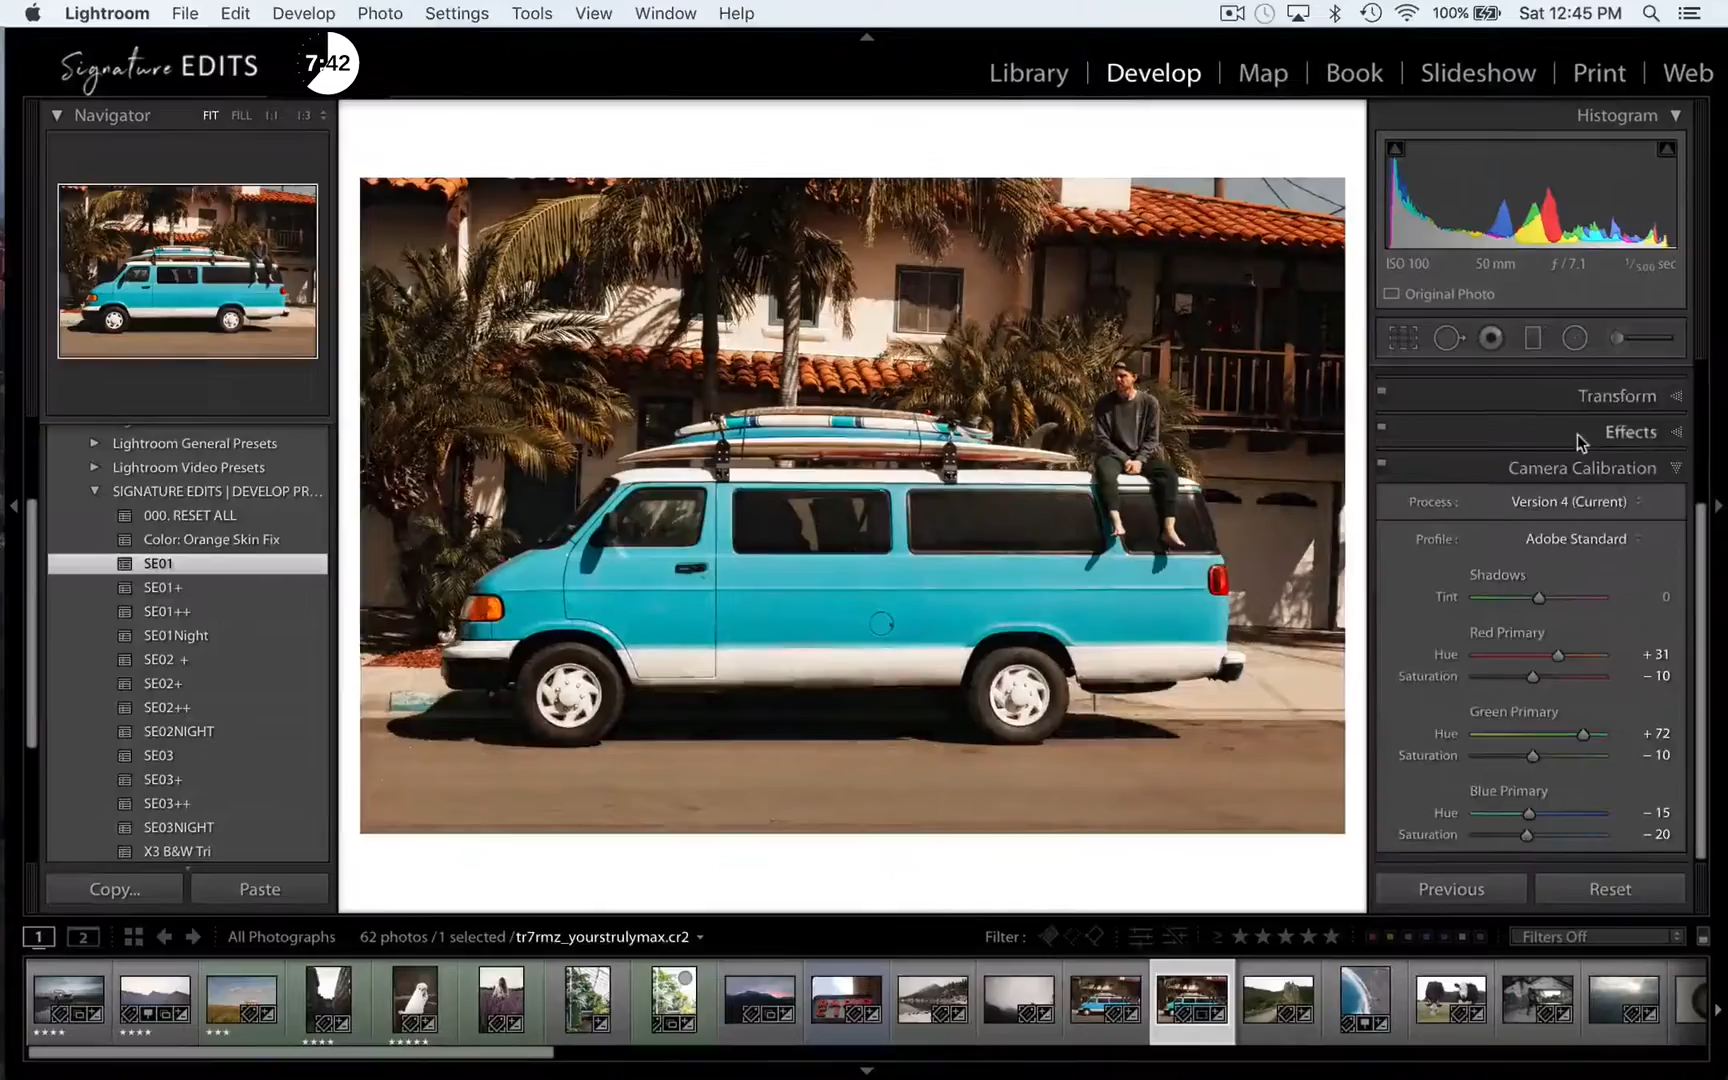 Lightroom File Edit Develop Photo Settings Tools View Window Help 100% Sat 12:45 PM
Signature EDITS 7:42
Library | Develop | Map | Book | Slideshow | Print | Web
Navigator FIT FILL 1:1 1:3
Histogram
ISO 100 50 mm ƒ / 7.1 1/500 sec
Original Photo
Lightroom General Presets
Lightroom Video Presets
SIGNATURE EDITS | DEVELOP PR...
000. RESET ALL
Color: Orange Skin Fix
SE01
SE01+
SE01++
SE01Night
SE02 +
SE02+
SE02++
SE02NIGHT
SE03
SE03+
SE03++
SE03NIGHT
X3 B&W Tri
Copy... Paste
Transform
Effects
Camera Calibration
Process : Version 4 (Current)
Profile : Adobe Standard
Shadows
Tint 0
Red Primary
Hue + 31
Saturation – 10
Green Primary
Hue + 72
Saturation – 10
Blue Primary
Hue – 15
Saturation – 20
Previous Reset
1 2 All Photographs 62 photos / 1 selected / tr7rmz_yourstrulymax.cr2 Filter : Filters Off